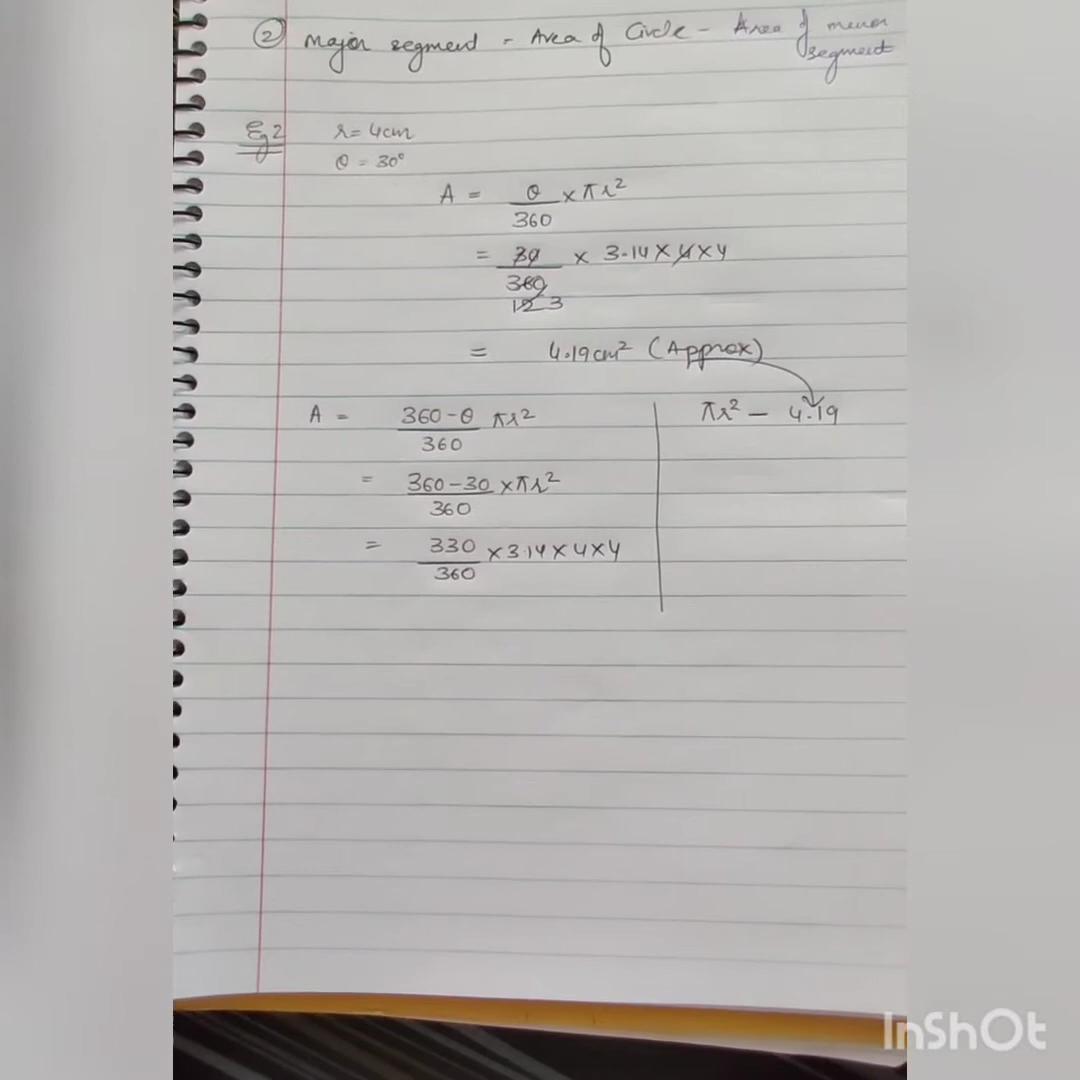 ② Major segment - Area of Circle - Area of minor
segment
Eg 2 r = 4cm
θ = 30°
A = θ/360 × πr²
= 30/360 × 3.14 × 4 × 4
12 3
= 4.19cm² (Approx)
A = 360-θ/360 πr² πr² - 4.19
= 360-30/360 × πr²
= 330/360 × 3.14 × 4 × 4
InShOt